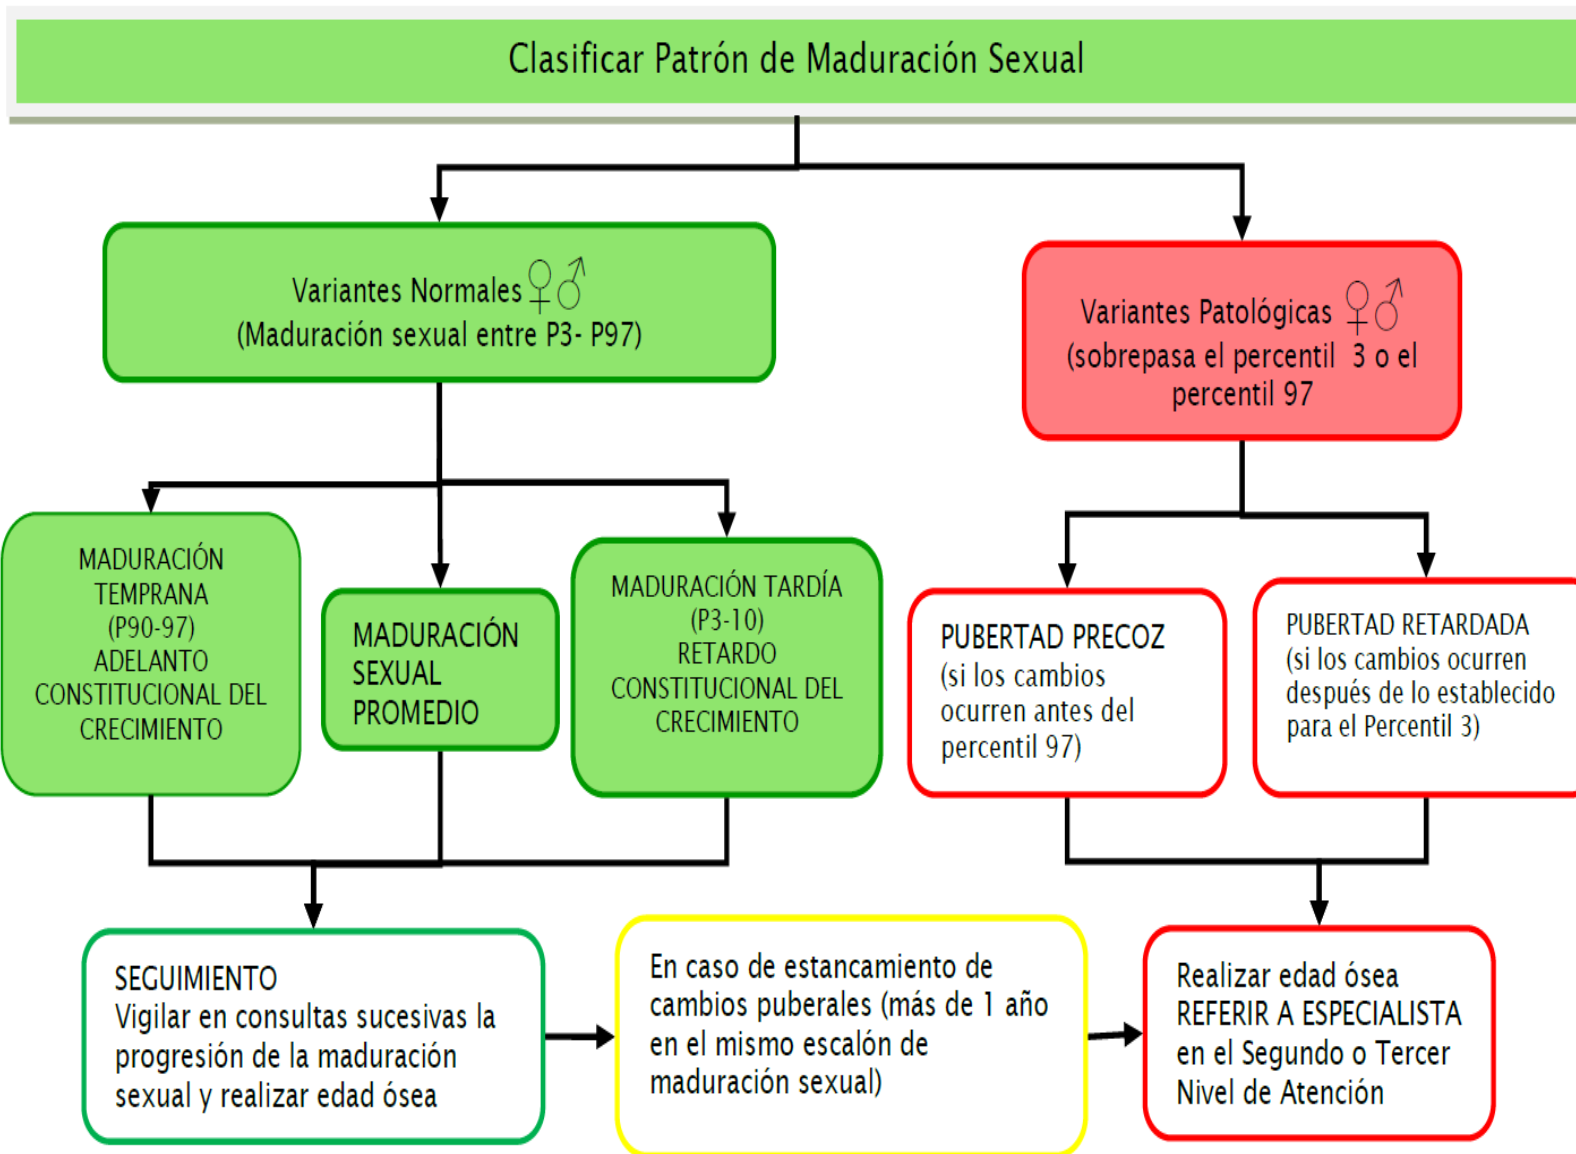 Clasificar Patrón de Maduración Sexual
Variantes Normales ♀♂
(Maduración sexual entre P3- P97)
Variantes Patológicas ♀♂
(sobrepasa el percentil 3 o el
percentil 97
MADURACIÓN
TEMPRANA
(P90-97)
ADELANTO
CONSTITUCIONAL DEL
CRECIMIENTO
MADURACIÓN
SEXUAL
PROMEDIO
MADURACIÓN TARDÍA
(P3-10)
RETARDO
CONSTITUCIONAL DEL
CRECIMIENTO
PUBERTAD PRECOZ
(si los cambios
ocurren antes del
percentil 97)
PUBERTAD RETARDADA
(si los cambios ocurren
después de lo establecido
para el Percentil 3)
SEGUIMIENTO
Vigilar en consultas sucesivas la
progresión de la maduración
sexual y realizar edad ósea
En caso de estancamiento de
cambios puberales (más de 1 año
en el mismo escalón de
maduración sexual)
Realizar edad ósea
REFERIR A ESPECIALISTA
en el Segundo o Tercer
Nivel de Atención